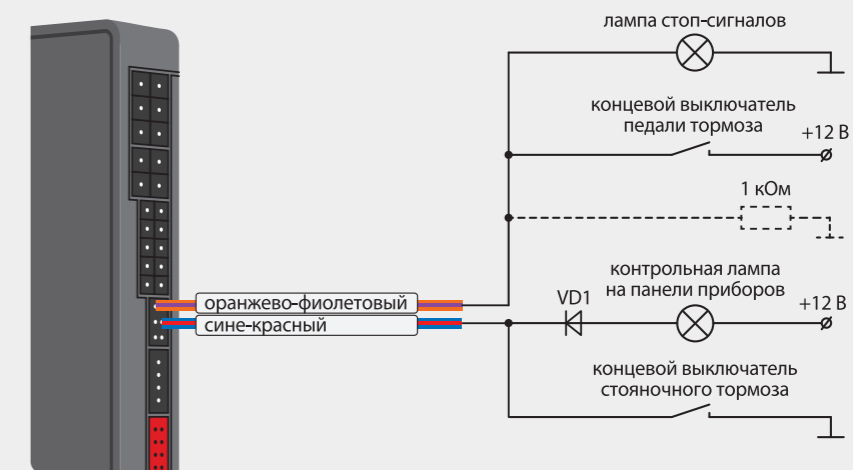 лампа стоп-сигналов
концевой выключатель
педали тормоза
+12 В
1 кОм
контрольная лампа
на панели приборов
VD1
+12 В
оранжево-фиолетовый
сине-красный
концевой выключатель
стояночного тормоза